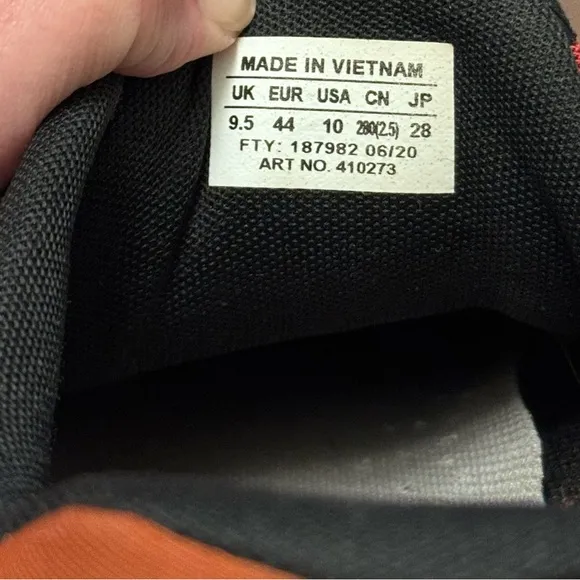 MADE IN VIETNAM
UK EUR USA CN JP
9.5 44 10 280(2.5) 28
FTY: 187982 06/20
ART NO. 410273